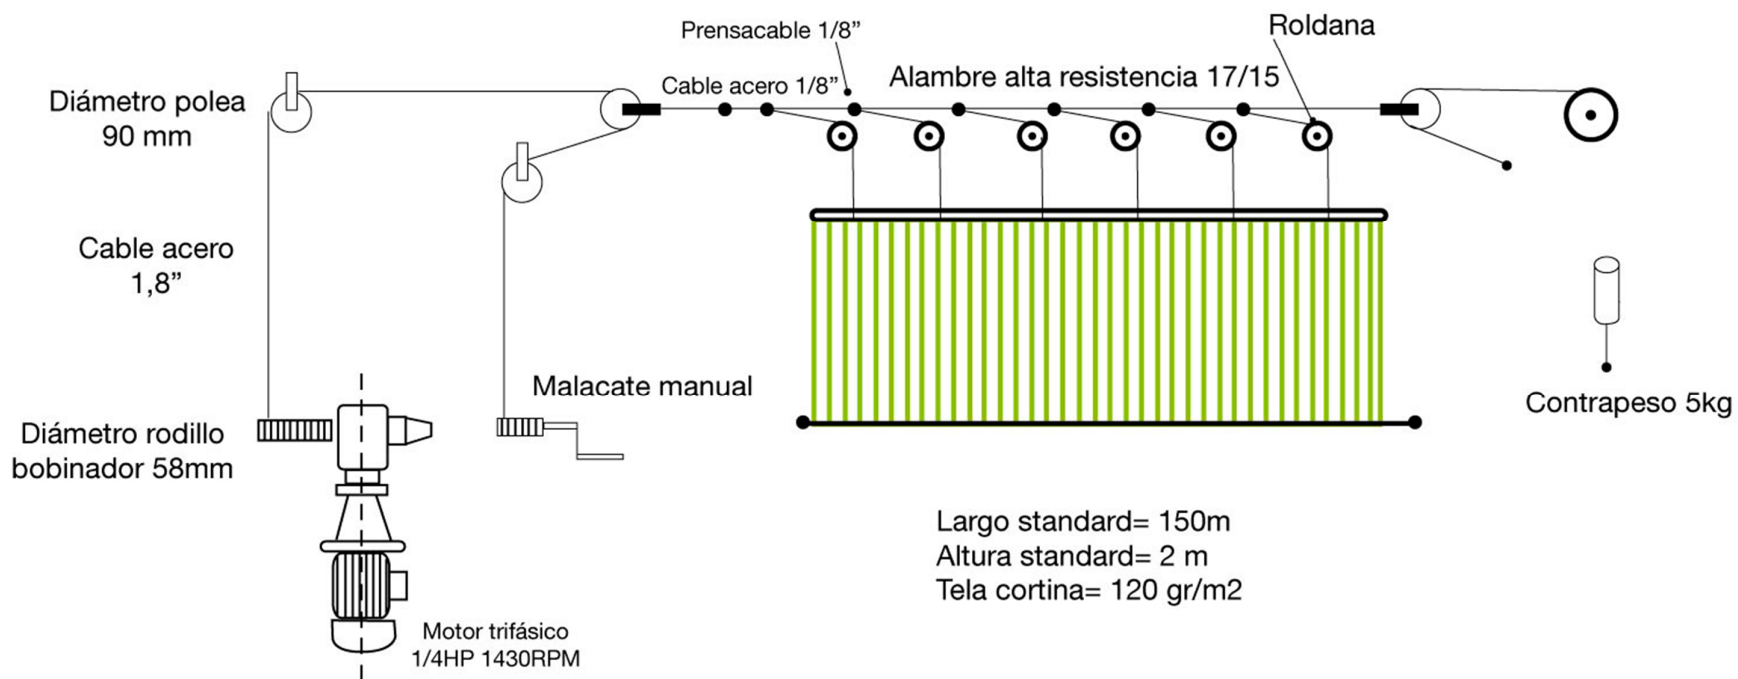 Prensacable 1/8”
Roldana
Cable acero 1/8”
Alambre alta resistencia 17/15
Diámetro polea
90 mm
Cable acero
1,8”
Malacate manual
Contrapeso 5kg
Diámetro rodillo
bobinador 58mm
Largo standard= 150m
Altura standard= 2 m
Tela cortina= 120 gr/m2
Motor trifásico
1/4HP 1430RPM